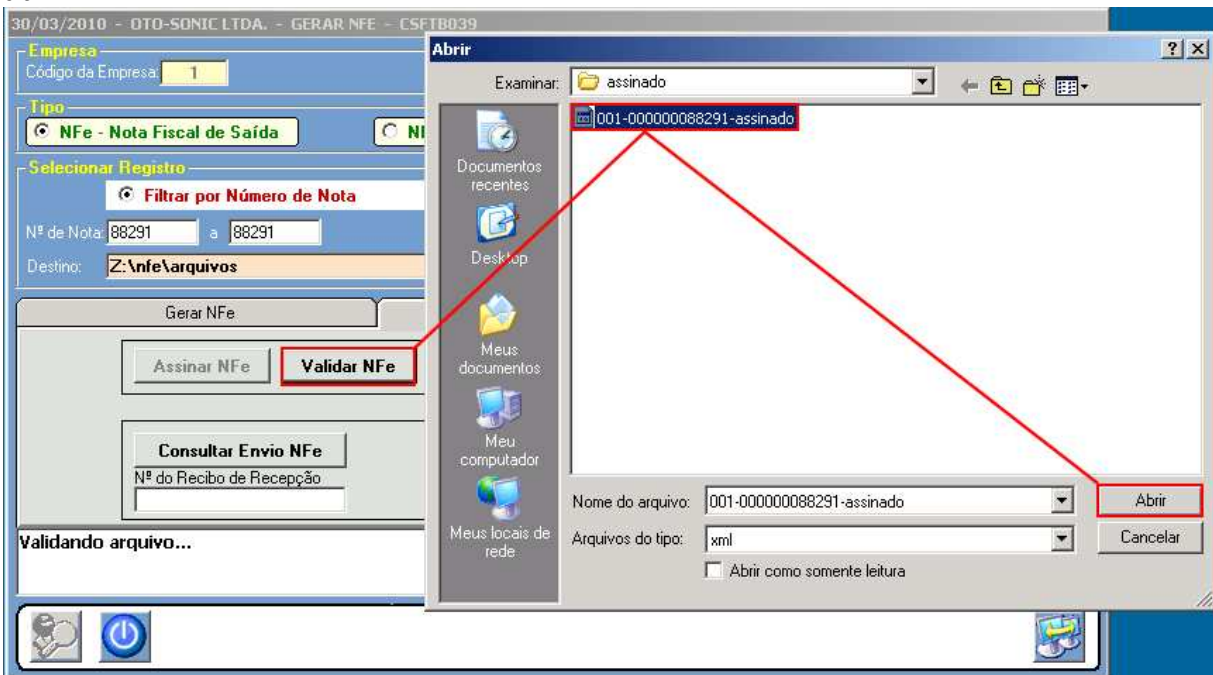 30/03/2010 - OTO-SONIC LTDA. - GERAR NFE - CSFTB039
Empresa
Código da Empresa: 1
Tipo
NFe - Nota Fiscal de Saída
Selecionar Registro
Filtrar por Número de Nota
Nº de Nota: 88291 a 88291
Destino: Z:\nfe\arquivos
Gerar NFe
Assinar NFe
Validar NFe
Consultar Envio NFe
Nº do Recibo de Recepção
Validando arquivo...
Abrir
Examinar: assinado
001-000000088291-assinado
Documentos
recentes
Desktop
Meus
documentos
Meu
computador
Meus locais de
rede
Nome do arquivo: 001-000000088291-assinado Abrir
Arquivos do tipo: xml Cancelar
Abrir como somente leitura